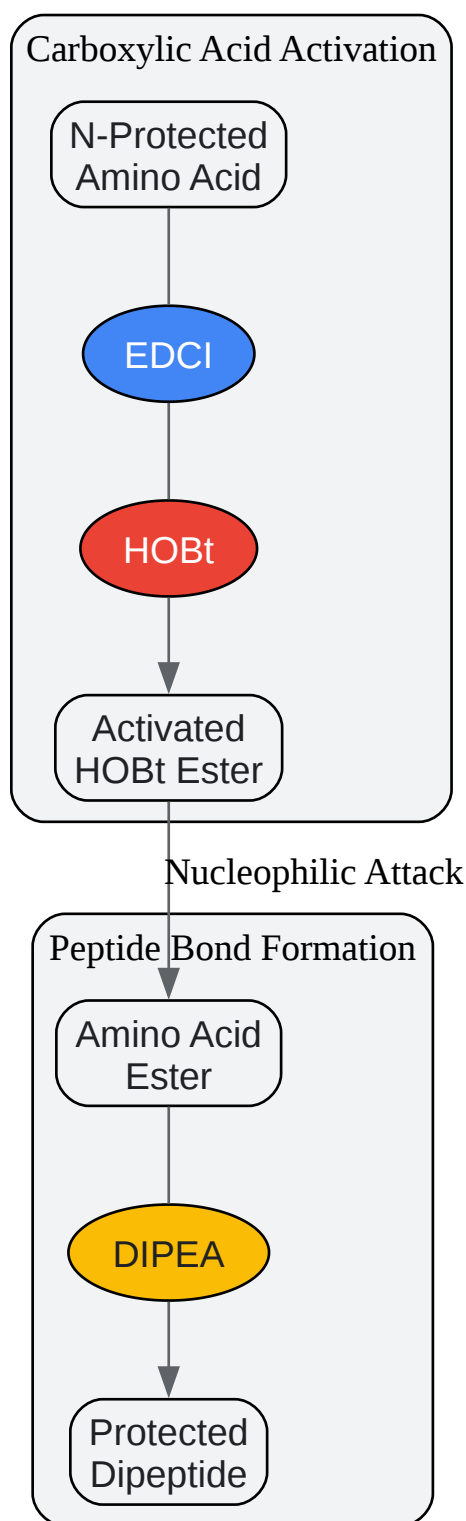 Carboxylic Acid Activation
N-Protected
Amino Acid
EDCI
HOBt
Activated
HOBt Ester
Nucleophilic Attack
Peptide Bond Formation
Amino Acid
Ester
DIPEA
Protected
Dipeptide